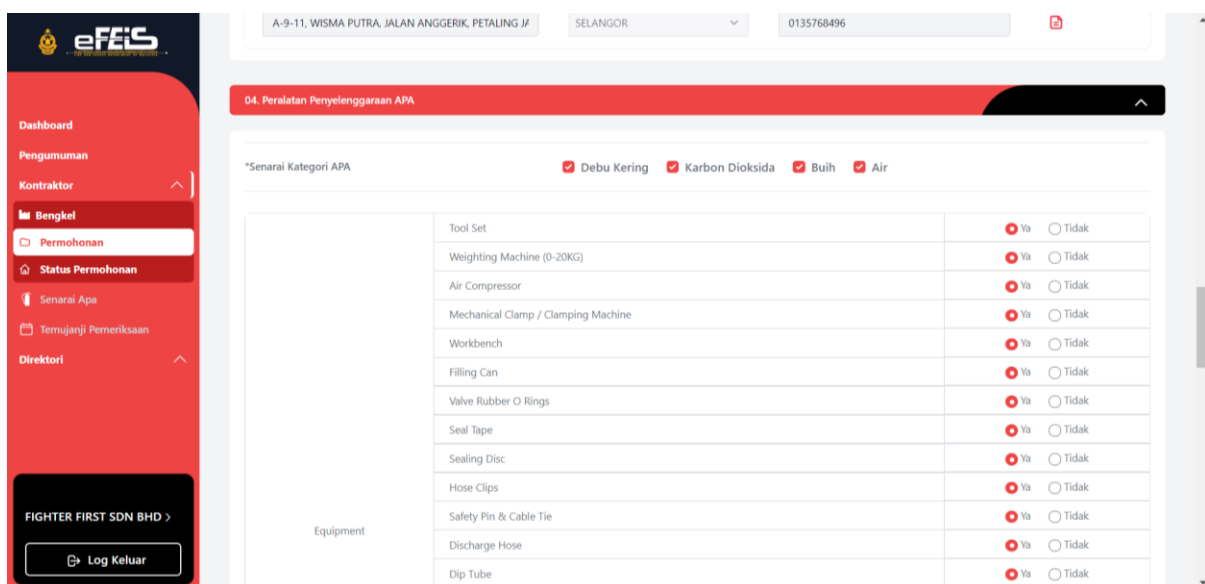 eFEiS
A-9-11, WISMA PUTRA, JALAN ANGGERIK, PETALING JA
SELANGOR
0135768496
Dashboard
Pengumuman
Kontraktor
Bengkel
Permohonan
Status Permohonan
Senarai Apa
Temujanji Pemeriksaan
Direktori
FIGHTER FIRST SDN BHD >
Log Keluar
04. Peralatan Penyelenggaraan APA
*Senarai Kategori APA Debu Kering Karbon Dioksida Buih Air
Equipment
Tool Set Ya Tidak
Weighting Machine (0-20KG) Ya Tidak
Air Compressor Ya Tidak
Mechanical Clamp / Clamping Machine Ya Tidak
Workbench Ya Tidak
Filling Can Ya Tidak
Valve Rubber O Rings Ya Tidak
Seal Tape Ya Tidak
Sealing Disc Ya Tidak
Hose Clips Ya Tidak
Safety Pin & Cable Tie Ya Tidak
Discharge Hose Ya Tidak
Dip Tube Ya Tidak